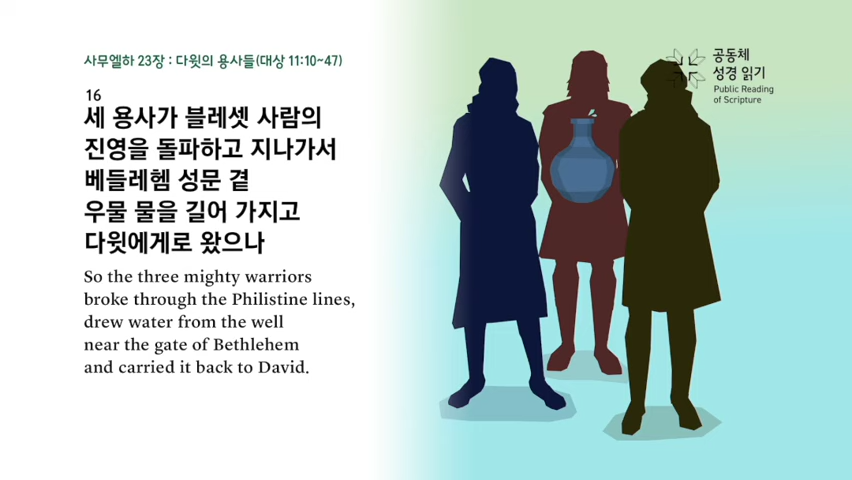 사무엘하 23장 : 다윗의 용사들(대상 11:10~47)
16
세 용사가 블레셋 사람의
진영을 돌파하고 지나가서
베들레헴 성문 곁
우물 물을 길어 가지고
다윗에게로 왔으나
So the three mighty warriors
broke through the Philistine lines,
drew water from the well
near the gate of Bethlehem
and carried it back to David.
공동체
성경 읽기
Public Reading
of Scripture